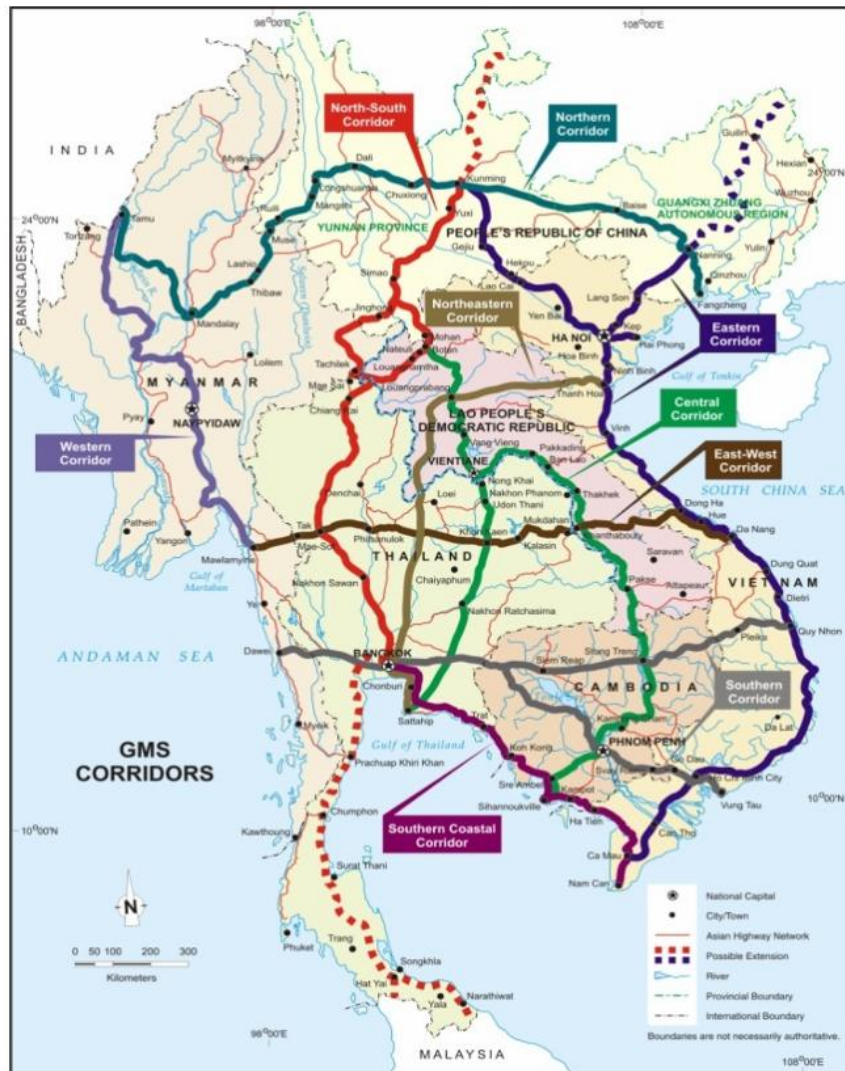 98°00'E
108°00'E
North-South
Corridor
Northern
Corridor
INDIA
Guilin
Hexian
24°00'N
Myitkyina
Dali
Kunming
Longshuanna
Chuxiong
Mangshi
Baise
Wuzhou
GUANGXI ZHUANG
AUTONOMOUS REGION
24°00'N
Tamu
Ruili
Yuxi
YUNNAN PROVINCE
PEOPLE'S REPUBLIC OF CHINA
Muse
Nanning
Yulin
Gejiu
Hekou
Lashio
Simao
Lao Cai
Qinzhou
BANGLADESH
Thibaw
Lang Son
Fangcheng
Northeastern
Corridor
Jinghong
Yen Bai
Mandalay
Kep
Eastern
Corridor
HA NOI
Mohan
Hai Phong
Boten
Nateuil
Hoa Binh
Loilem
Louangnamtha
Tachilek
Ninh Binh
Gulf of Tonkin
MYANMAR
Mae Sai
Louangprabang
Thanh Hoa
Chiang Rai
Central
Corridor
NAYPYIDAW
LAO PEOPLE'S
DEMOCRATIC REPUBLIC
Pyay
Vinh
Western
Corridor
Vang Vieng
Pakkading
Ban Lao
East-West
Corridor
VIENTIANE
Nong Khai
Denchai
Loei
Nakhon Phanom
Thakhek
SOUTH CHINA SEA
Udon Thani
Dong Ha
Pathein
Tak
Mukdahan
Hue
Yangon
Mae-Sot
Phitsanulok
Khon Kaen
Kalasin
Da Nang
Mawlamyine
THAILAND
Saravan
Gulf of
Martaban
Chaiyaphum
Dung Quat
VIET NAM
Nakhon Sawan
Pakse
Attapeu
Dietri
Ye
Nakhon Ratchasima
Quy Nhon
Pleiku
ANDAMAN SEA
Dawei
BANGKOK
Siem Reap
Stung Treng
Chonburi
CAMBODIA
Southern
Corridor
Sattahip
Myeik
Gulf of Thailand
Trat
Da Lat
GMS
CORRIDORS
PHNOM PENH
Koh Kong
Go Dau
Prachuap Khiri Khan
Sre Ambel
Ho Chi Minh City
Kampot
Vung Tau
10°00'N
Sihannoukville
10°00'N
Chumphon
Southern Coastal
Corridor
Ha Tien
Kawthoung
Can Tho
Ca Mau
Surat Thani
Nam Can
N
National Capital
City/Town
Phuket
Trang
Asian Highway Network
0 50 100 200 300
Songkhla
Possible Extension
Kilometers
River
Hat Yai
Yala
Narathiwat
Provincial Boundary
International Boundary
Boundaries are not necessarily authoritative.
98°00'E
MALAYSIA
108°00'E